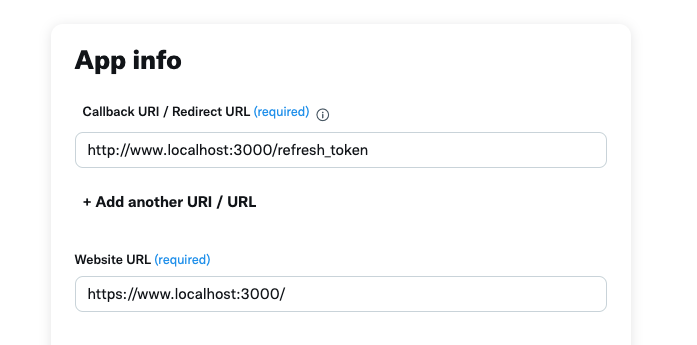 App info
Callback URI / Redirect URL (required)
http://www.localhost:3000/refresh_token
+ Add another URI / URL
Website URL (required)
https://www.localhost:3000/